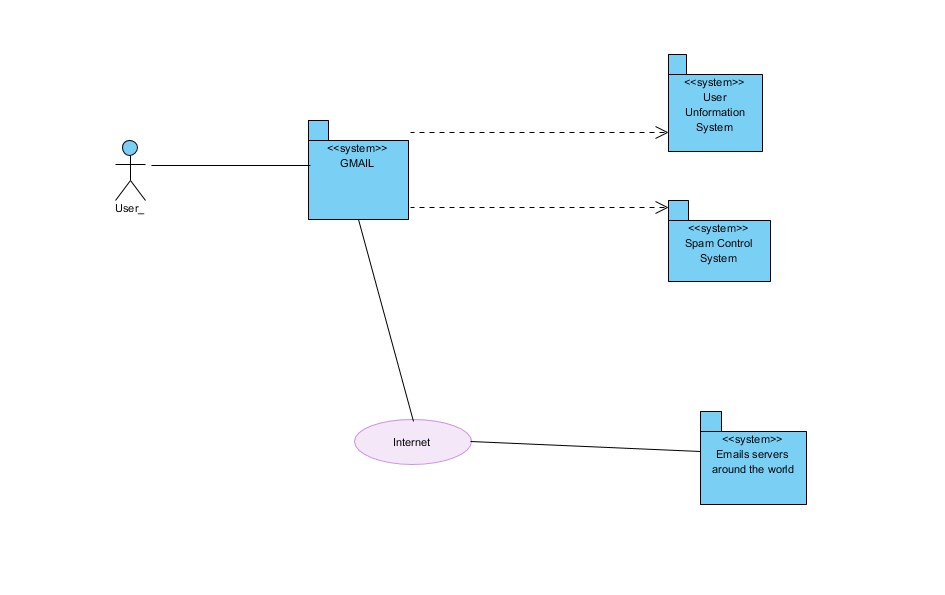 <<system>>
User
Unformation
System
<<system>>
GMAIL
User_
<<system>>
Spam Control
System
Internet
<<system>>
Emails servers
around the world